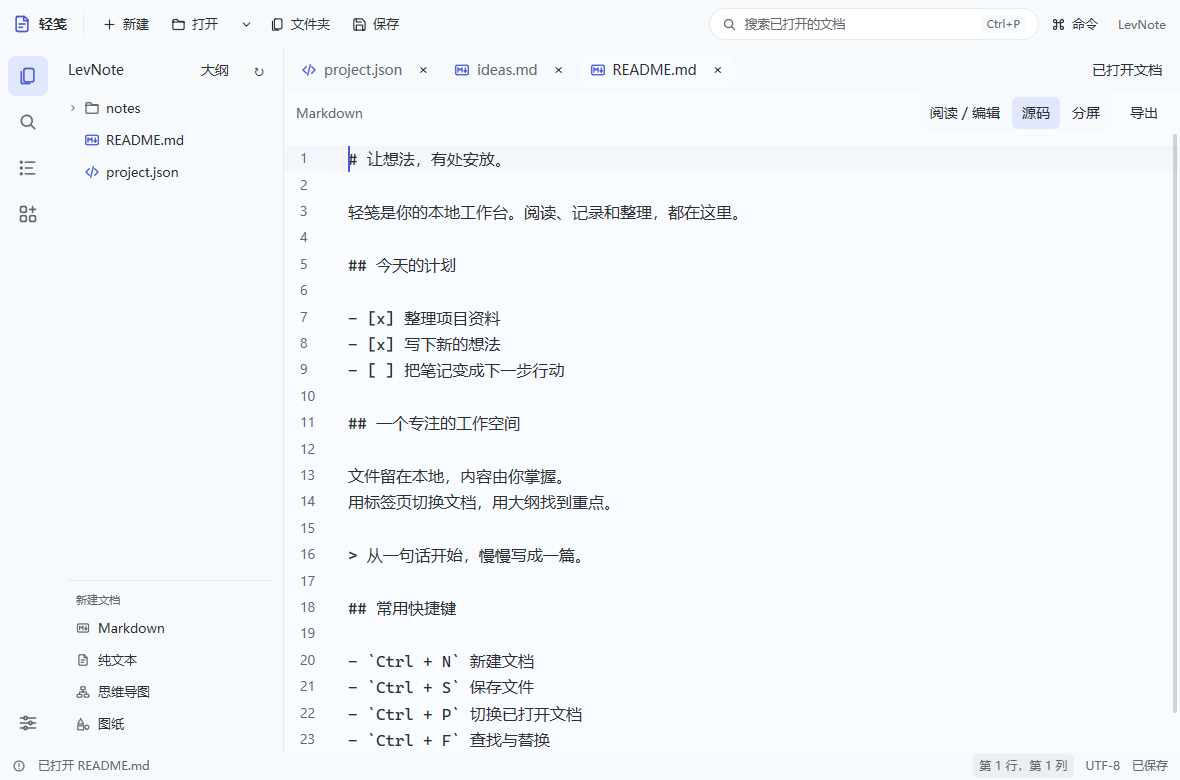 轻笺 新建 打开 文件夹 保存 搜索已打开的文档 Ctrl+P 命令 LevNote
LevNote 大纲
notes
README.md
project.json
新建文档
Markdown
纯文本
思维导图
图纸
project.json × ideas.md × README.md × 已打开文档
Markdown 阅读 / 编辑 源码 分屏 导出
1 # 让想法，有处安放。
2
3 轻笺是你的本地工作台。阅读、记录和整理，都在这里。
4
5 ## 今天的计划
6
7 - [x] 整理项目资料
8 - [x] 写下新的想法
9 - [ ] 把笔记变成下一步行动
10
11 ## 一个专注的工作空间
12
13 文件留在本地，内容由你掌握。
14 用标签页切换文档，用大纲找到重点。
15
16 > 从一句话开始，慢慢写成一篇。
17
18 ## 常用快捷键
19
20 - `Ctrl + N` 新建文档
21 - `Ctrl + S` 保存文件
22 - `Ctrl + P` 切换已打开文档
23 - `Ctrl + F` 查找与替换
已打开 README.md 第 1 行，第 1 列 UTF-8 已保存